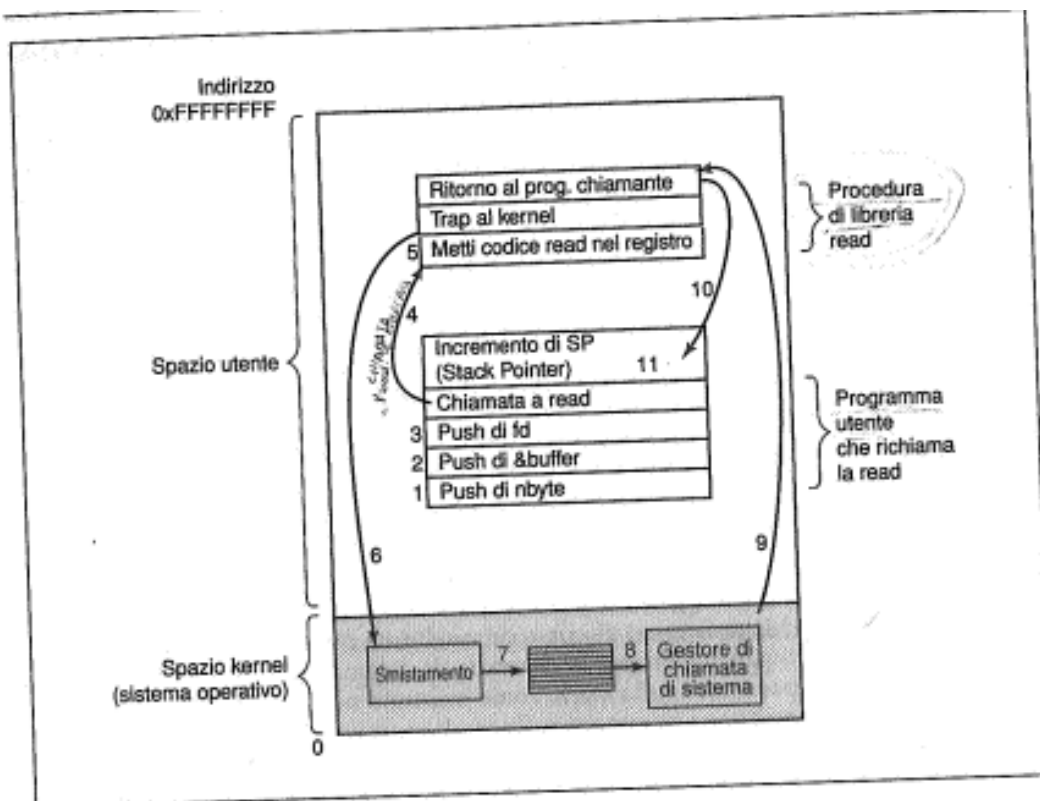 Indirizzo
0xFFFFFFFF
Ritorno al prog. chiamante
Trap al kernel
5 Metti codice read nel registro
Procedura
di libreria
read
4
10
CHIAMATA
Spazio utente
Incremento di SP
(Stack Pointer) 11
Chiamata a read
3 Push di fd
2 Push di &buffer
1 Push di nbyte
Programma
utente
che richiama
la read
6
9
Spazio kernel
(sistema operativo)
Smistamento
7
8
Gestore di
chiamata
di sistema
0